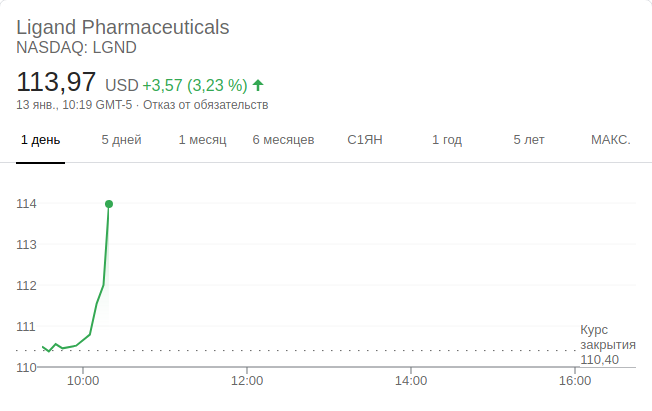 Ligand Pharmaceuticals
NASDAQ: LGND
113,97 USD +3,57 (3,23 %)
13 янв., 10:19 GMT-5 · Отказ от обязательств
1 день 5 дней 1 месяц 6 месяцев С1ЯН 1 год 5 лет МАКС.
114
113
112
111
Курс
закрытия
110,40
110
10:00 12:00 14:00 16:00